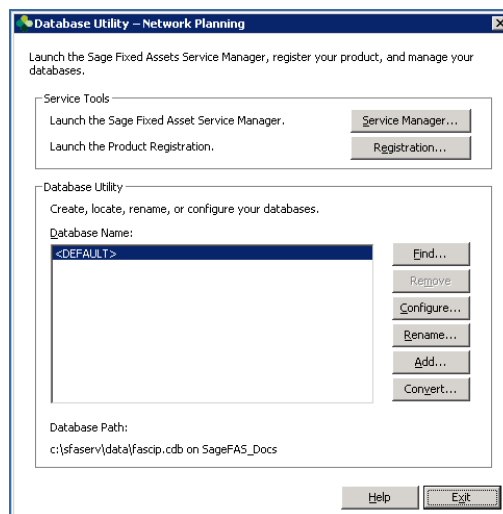 Database Utility – Network Planning
Launch the Sage Fixed Assets Service Manager, register your product, and manage your
databases.
Service Tools
Launch the Sage Fixed Asset Service Manager.
Service Manager...
Launch the Product Registration.
Registration...
Database Utility
Create, locate, rename, or configure your databases.
Database Name:
<DEFAULT>
Find...
Remove
Configure...
Rename...
Add...
Convert...
Database Path:
c:\sfaserv\data\fascip.cdb on SageFAS_Docs
Help
Exit